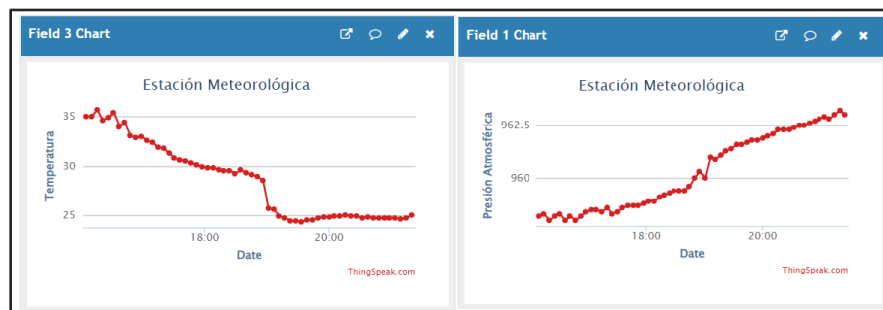 Field 3 Chart
Estación Meteorológica
Temperatura
35
30
25
18:00
20:00
Date
ThingSpeak.com
Field 1 Chart
Estación Meteorológica
Presión Atmosférica
962.5
960
18:00
20:00
Date
ThingSpeak.com